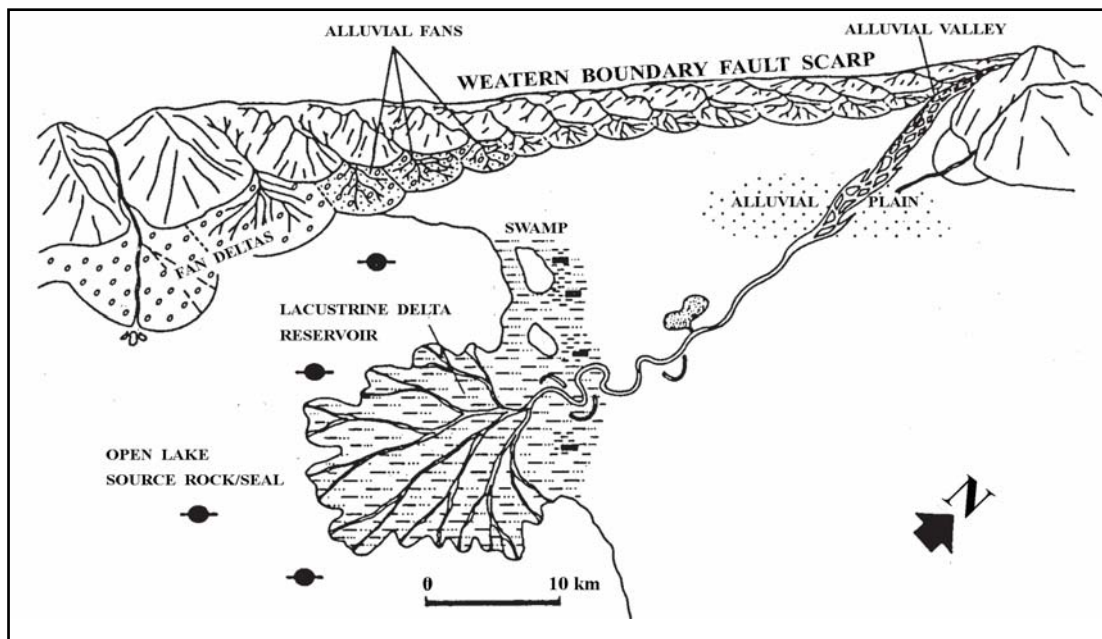 ALLUVIAL FANS
ALLUVIAL VALLEY
WEATERN BOUNDARY FAULT SCARP
ALLUVIAL PLAIN
FAN DELTAS
SWAMP
LACUSTRINE DELTA
RESERVOIR
OPEN LAKE
SOURCE ROCK/SEAL
N
0 10 km